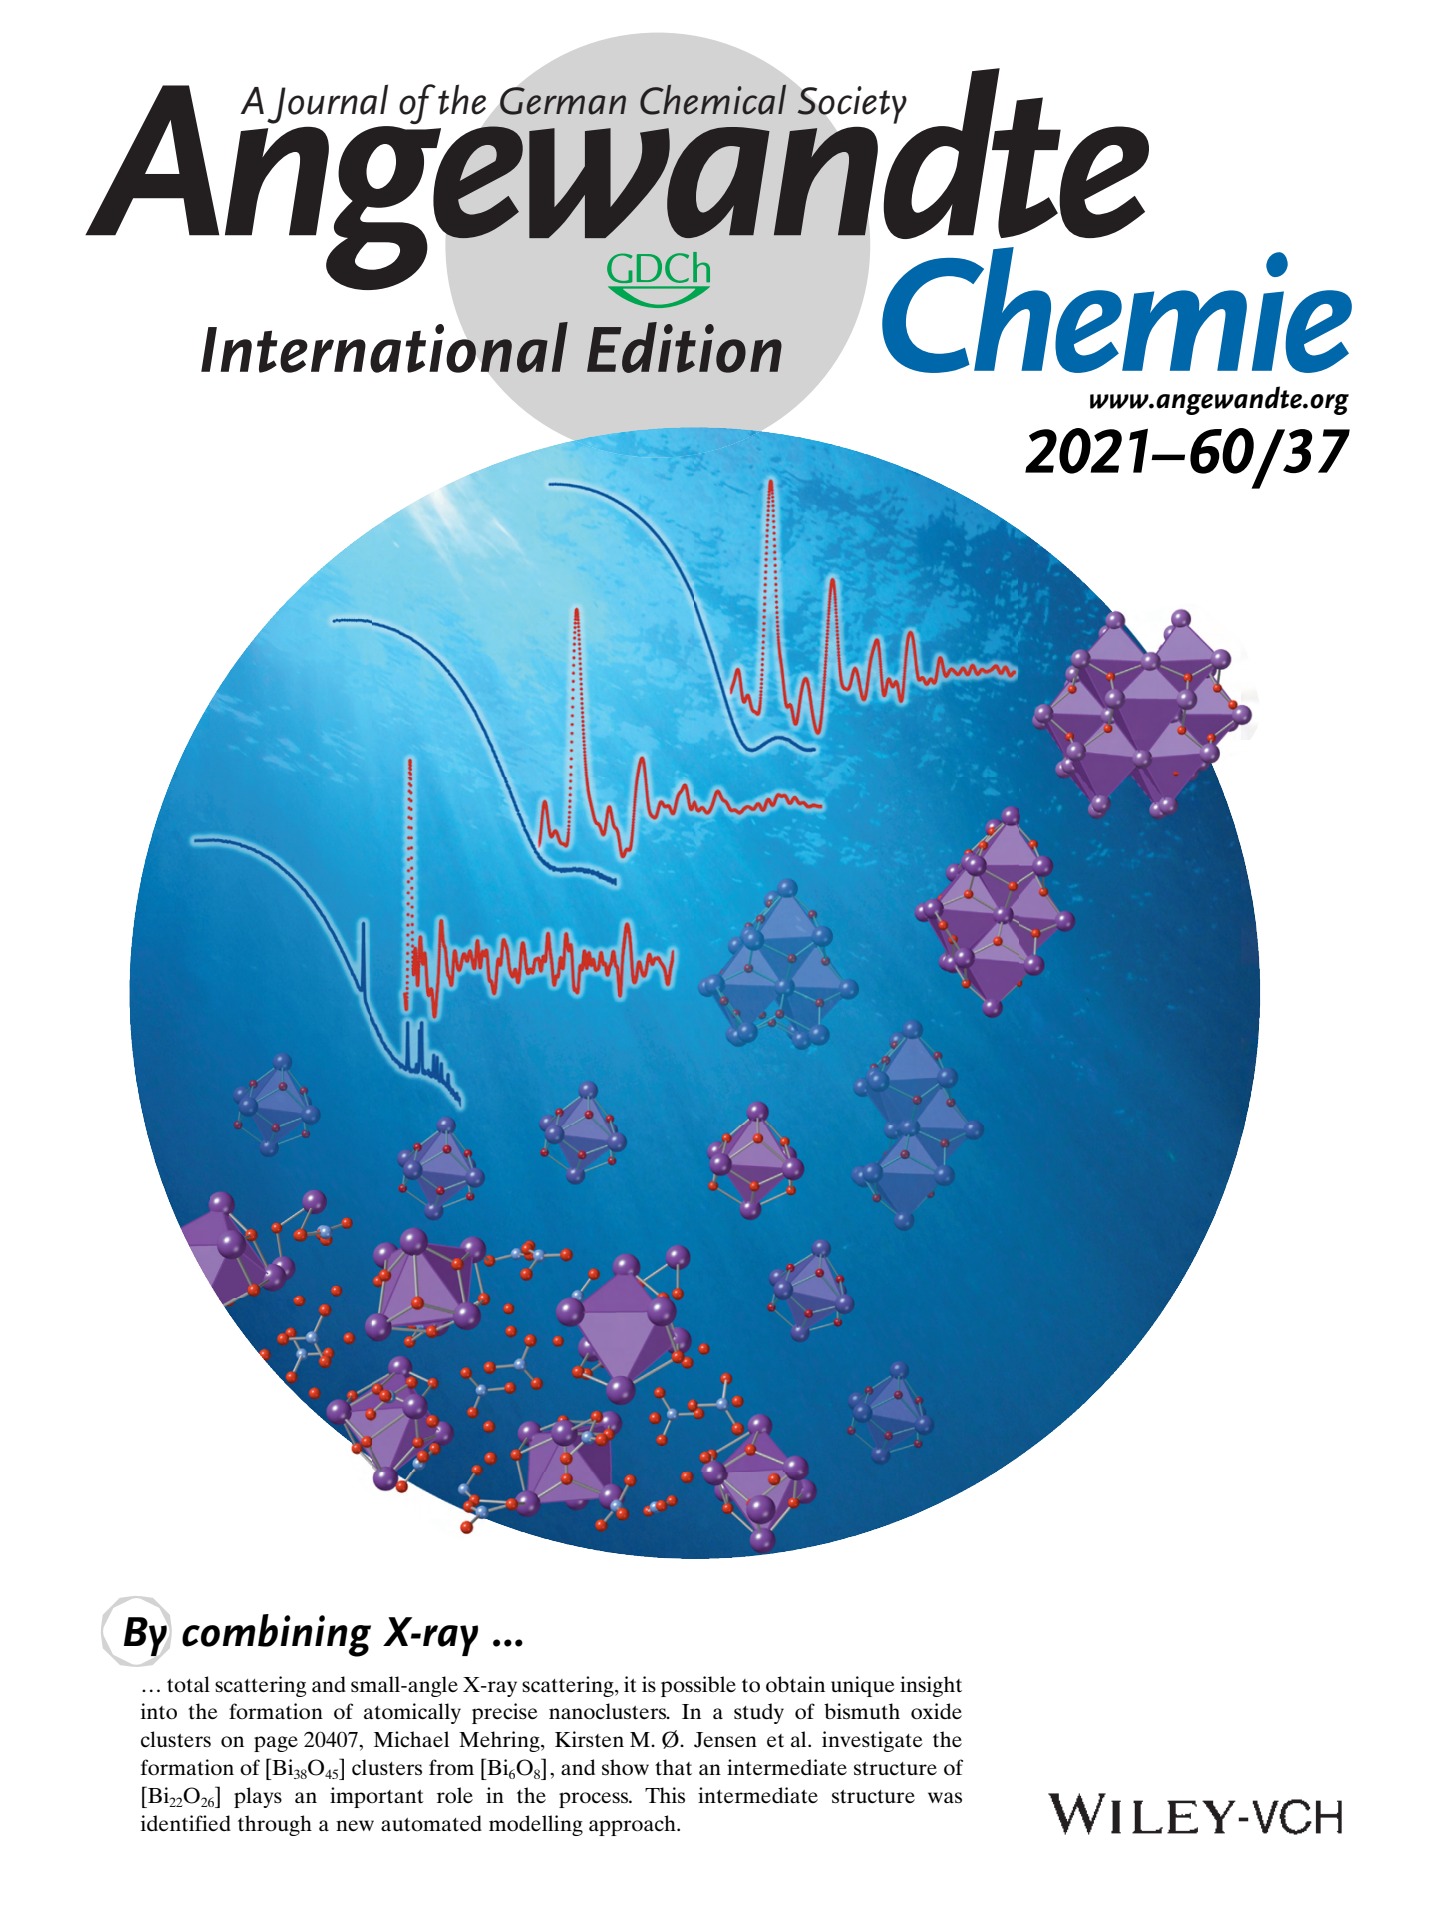 A Journal of the German Chemical Society
Angewandte
GDCh
Chemie
International Edition
www.angewandte.org
2021–60/37
By combining X-ray ...
… total scattering and small-angle X-ray scattering, it is possible to obtain unique insight
into the formation of atomically precise nanoclusters. In a study of bismuth oxide
clusters on page 20407, Michael Mehring, Kirsten M. Ø. Jensen et al. investigate the
formation of [Bi₃₈O₄₅] clusters from [Bi₆O₈], and show that an intermediate structure of
[Bi₂₂O₂₆] plays an important role in the process. This intermediate structure was
identified through a new automated modelling approach.
WILEY-VCH